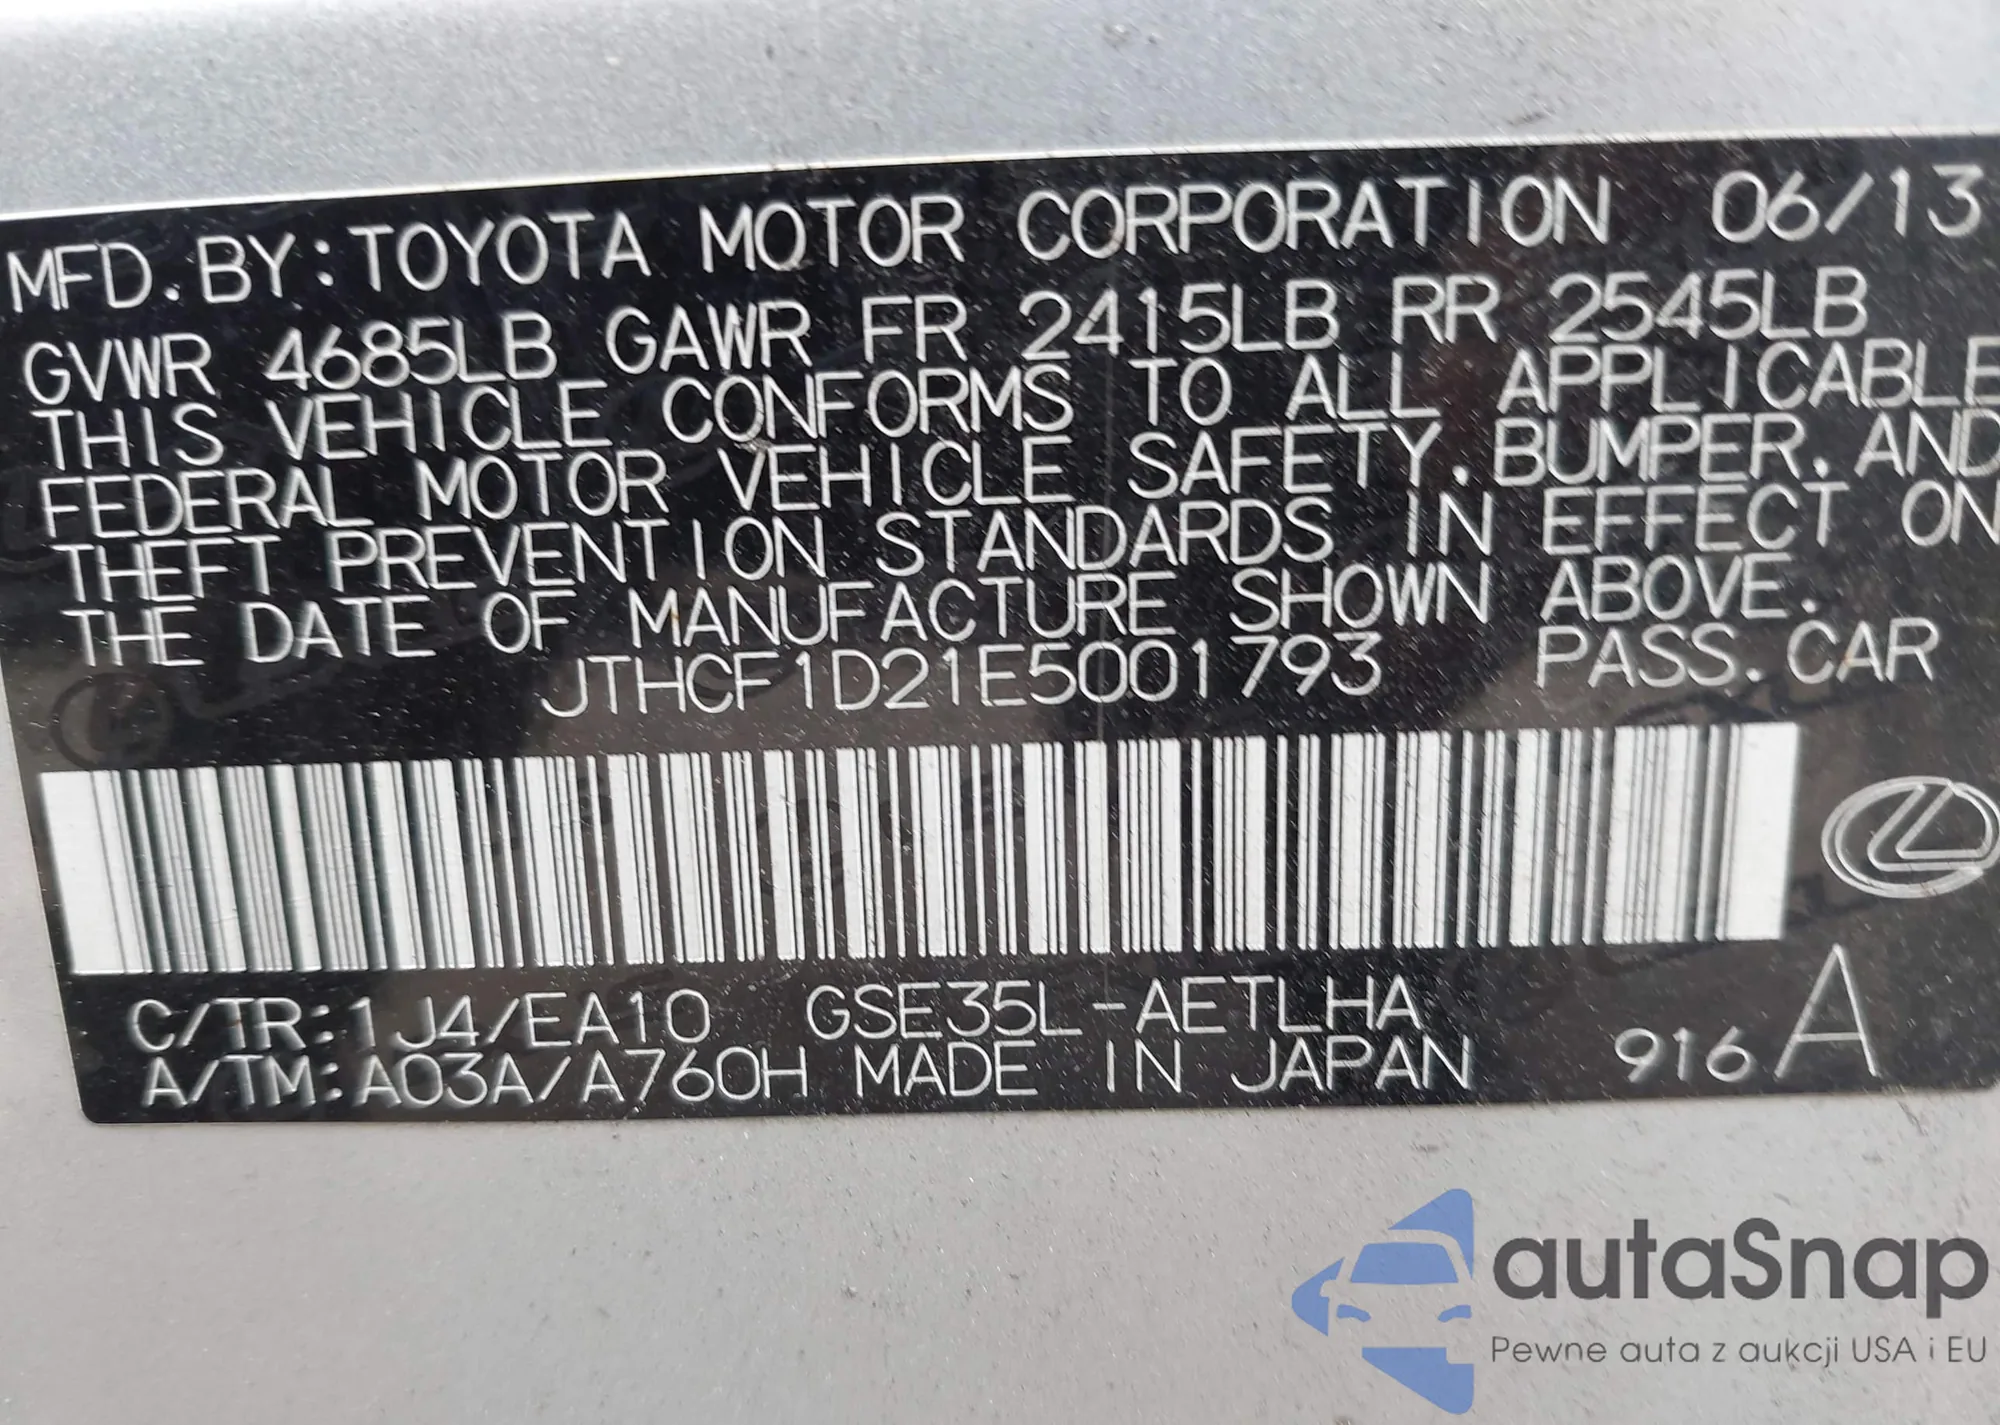 MFD. BY: TOYOTA MOTOR CORPORATION 06/13
GVWR 4685LB GAWR FR 2415LB RR 2545LB
THIS VEHICLE CONFORMS TO ALL APPLICABLE
FEDERAL MOTOR VEHICLE SAFETY. BUMPER. AND
THEFT PREVENTION STANDARDS IN EFFECT ON
THE DATE OF MANUFACTURE SHOWN ABOVE.
JTHCF1D21E5001793 PASS. CAR
C/TR: 1J4/EA10 GSE35L-AETLHA
A/TM: A03A/A760H MADE IN JAPAN 916 A
autaSnap
Pewne auta z aukcji USA i EU